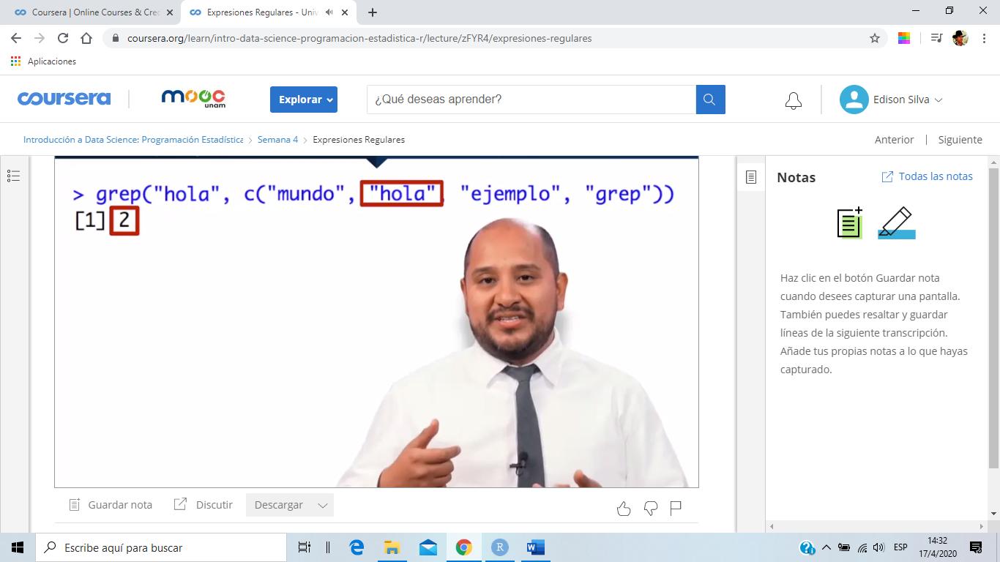 Coursera | Online Courses & Cred
Expresiones Regulares - Univ
coursera.org/learn/intro-data-science-programacion-estadistica-r/lecture/zFYR4/expresiones-regulares
Aplicaciones
coursera
mooc
unam
Explorar
¿Qué deseas aprender?
Edison Silva
Introducción a Data Science: Programación Estadística
Semana 4
Expresiones Regulares
Anterior | Siguiente
> grep("hola", c("mundo", "hola", "ejemplo", "grep"))
[1] 2
Notas
Todas las notas
Haz clic en el botón Guardar nota
cuando desees capturar una pantalla.
También puedes resaltar y guardar
líneas de la siguiente transcripción.
Añade tus propias notas a lo que hayas
capturado.
Guardar nota
Discutir
Descargar
Escribe aquí para buscar
ESP
14:32
17/4/2020